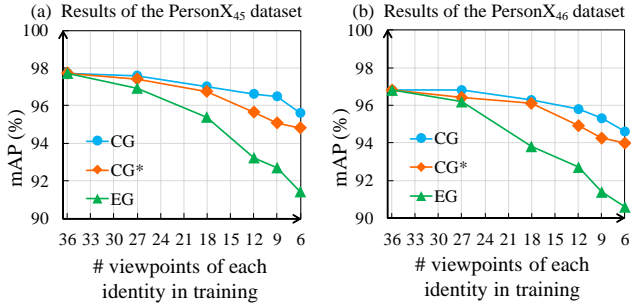 (a) Results of the PersonX45 dataset
100
98
96
94
92
90
mAP (%)
CG
CG*
EG
36 33 30 27 24 21 18 15 12 9 6
# viewpoints of each
identity in training
(b) Results of the PersonX46 dataset
100
98
96
94
92
90
mAP (%)
CG
CG*
EG
36 33 30 27 24 21 18 15 12 9 6
# viewpoints of each
identity in training